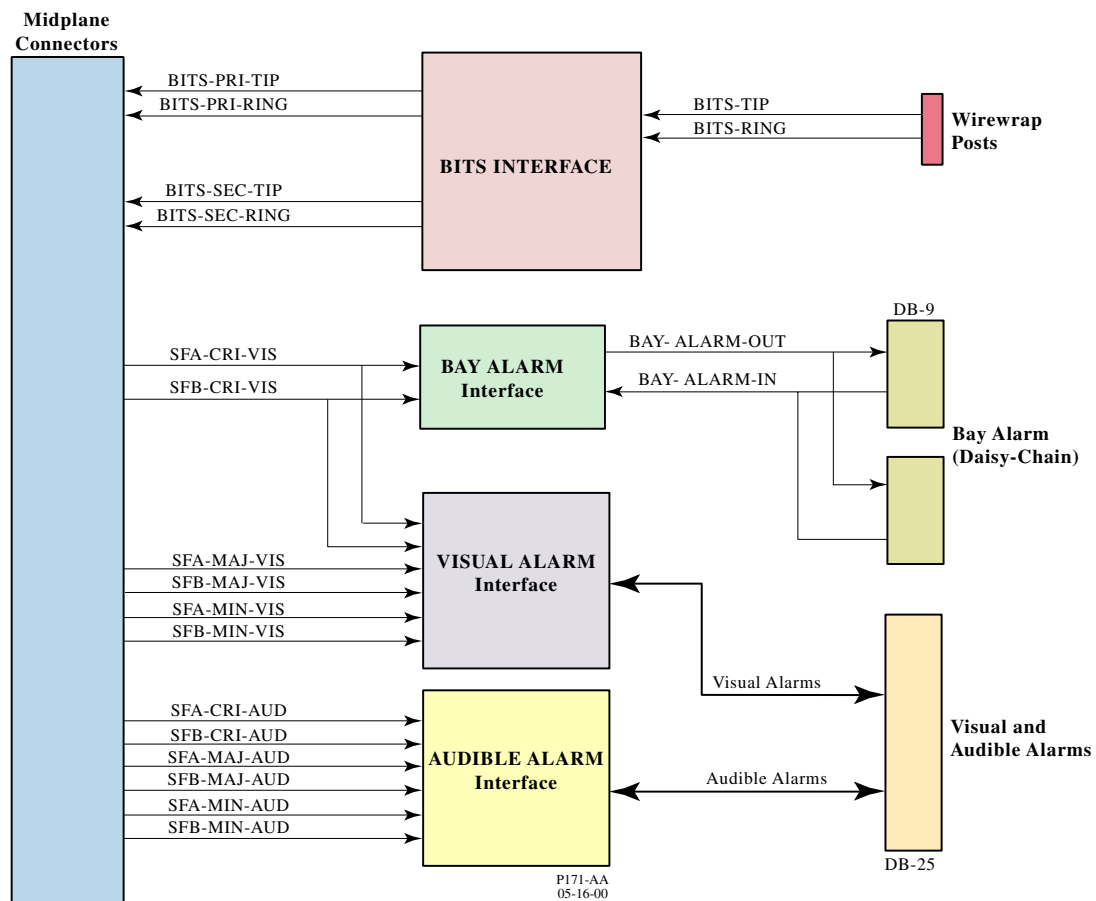 Midplane
Connectors
BITS-PRI-TIP
BITS-PRI-RING
BITS-SEC-TIP
BITS-SEC-RING
BITS INTERFACE
BITS-TIP
BITS-RING
Wirewrap
Posts
SFA-CRI-VIS
SFB-CRI-VIS
BAY ALARM
Interface
BAY- ALARM-OUT
BAY- ALARM-IN
DB-9
Bay Alarm
(Daisy-Chain)
SFA-MAJ-VIS
SFB-MAJ-VIS
SFA-MIN-VIS
SFB-MIN-VIS
VISUAL ALARM
Interface
Visual Alarms
SFA-CRI-AUD
SFB-CRI-AUD
SFA-MAJ-AUD
SFB-MAJ-AUD
SFA-MIN-AUD
SFB-MIN-AUD
AUDIBLE ALARM
Interface
Audible Alarms
Visual and
Audible Alarms
DB-25
P171-AA
05-16-00